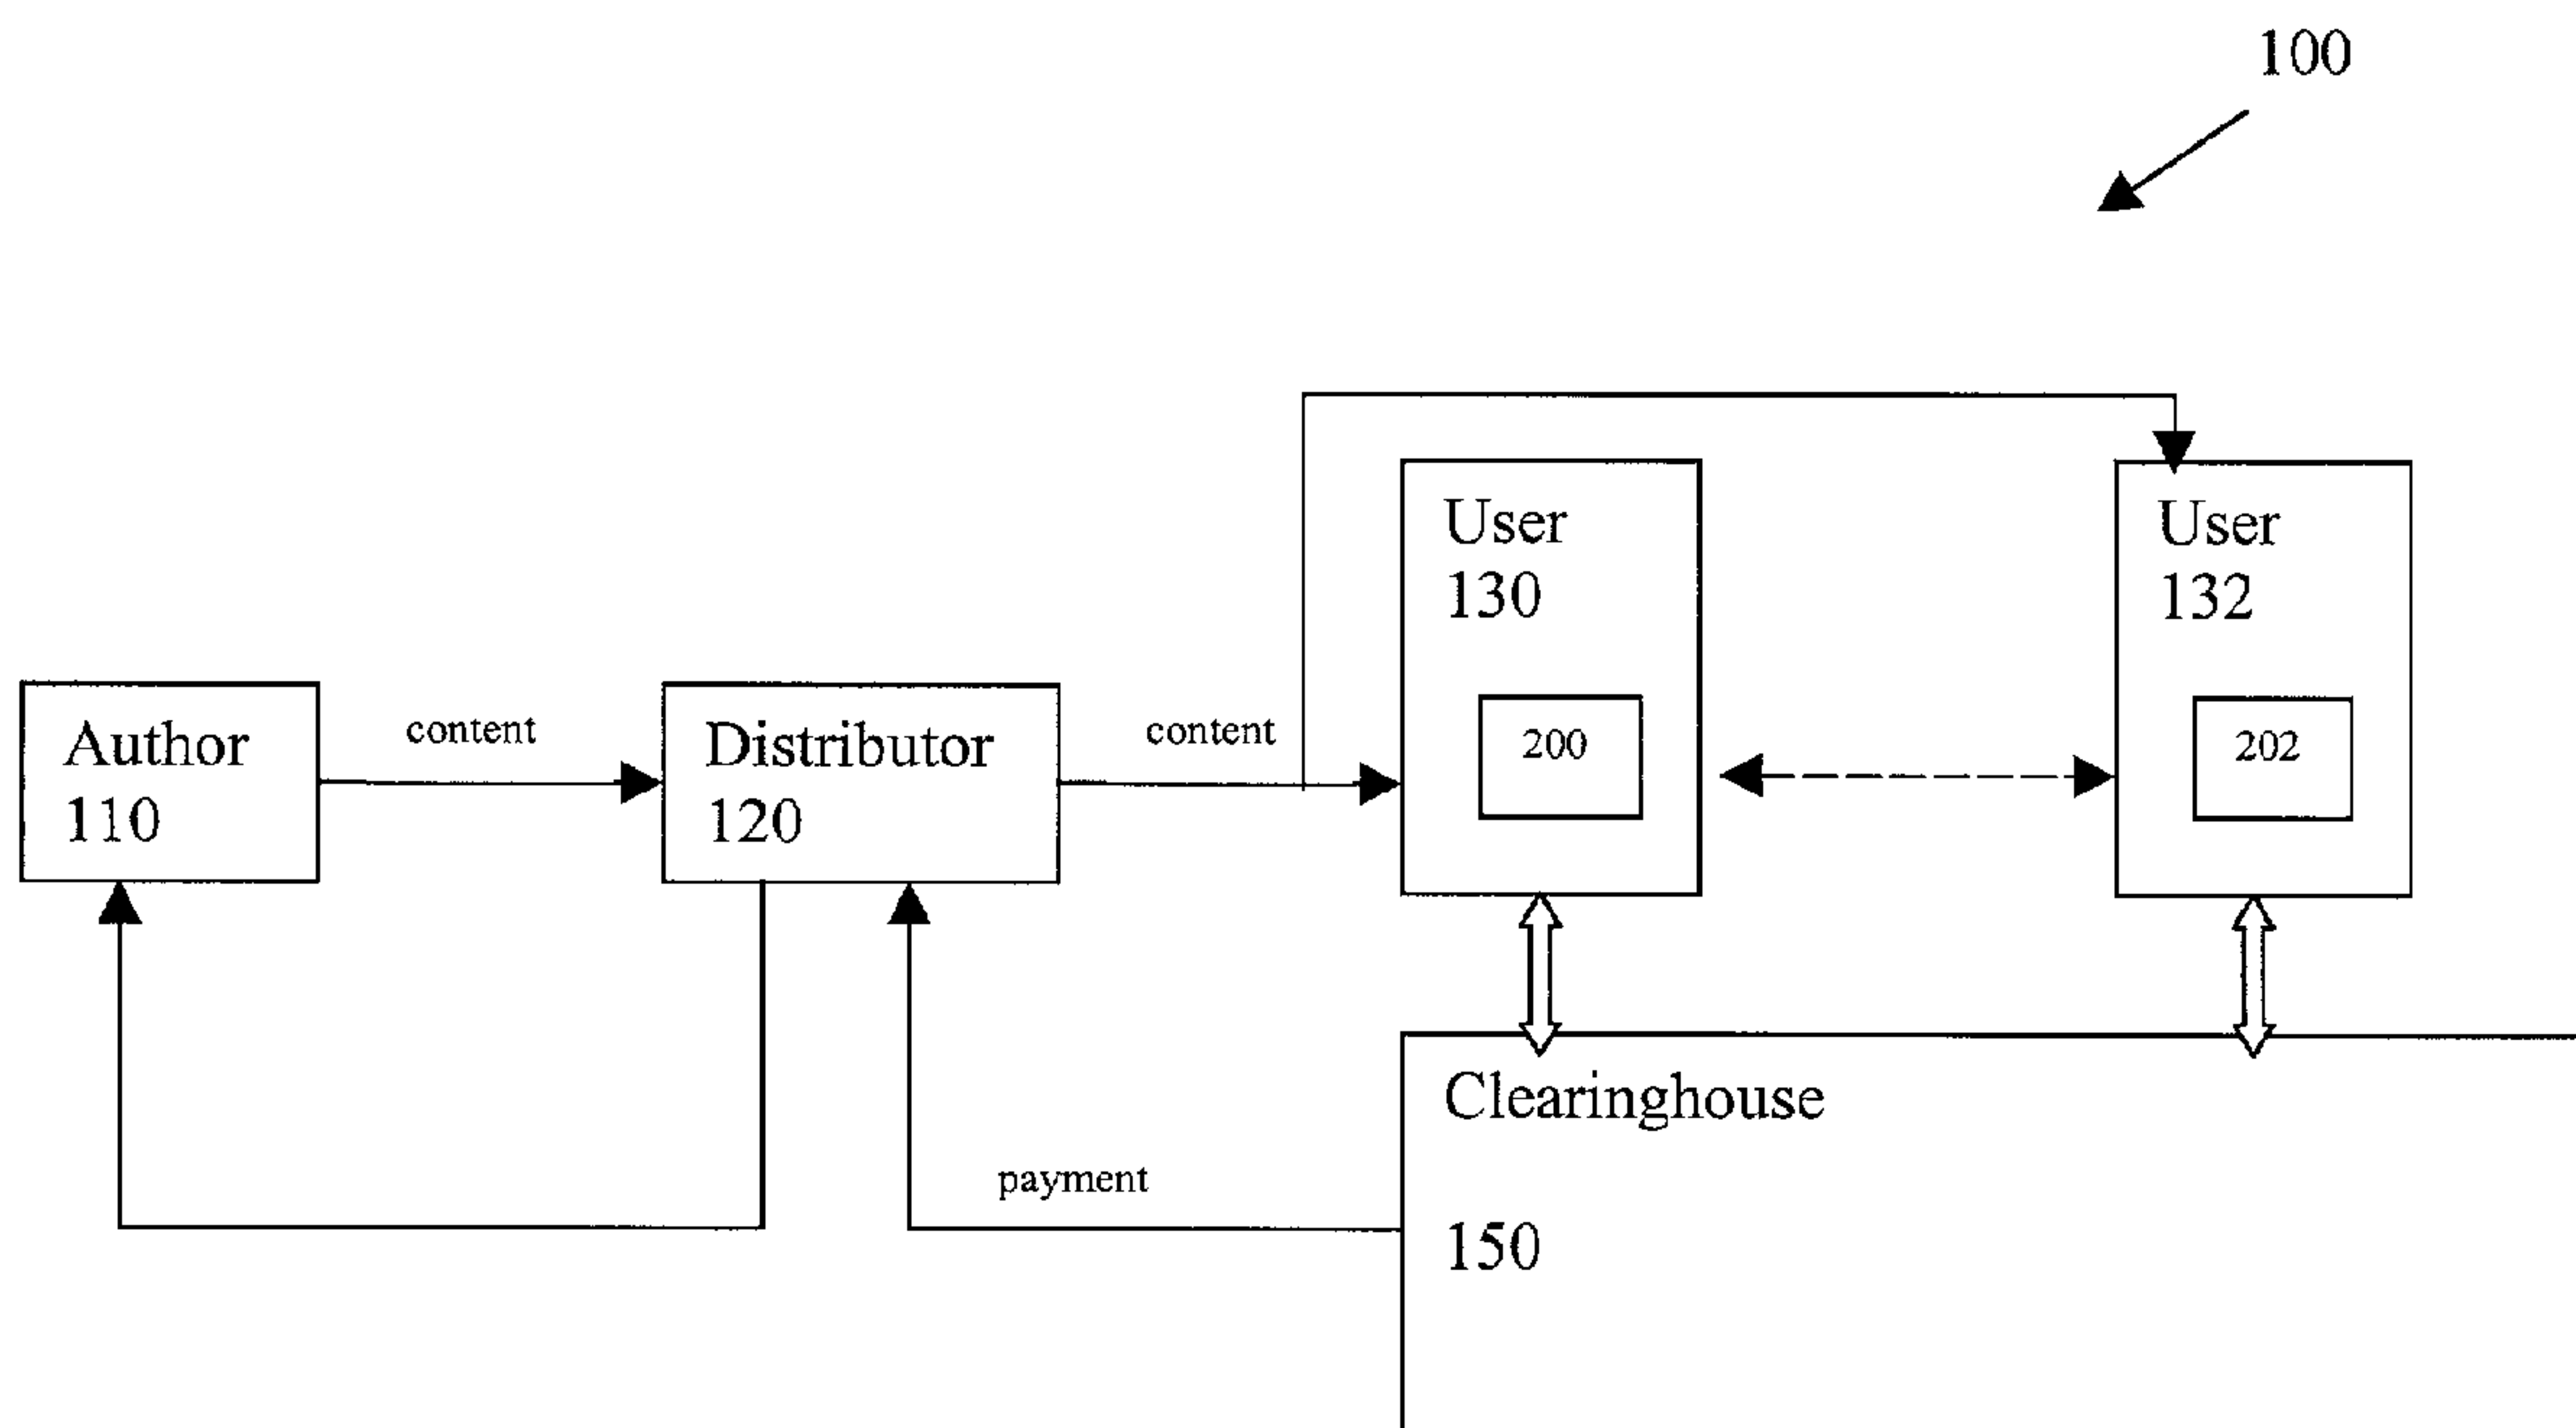 100
User
130
200
User
132
202
Author
110
content
Distributor
120
content
Clearinghouse
150
payment